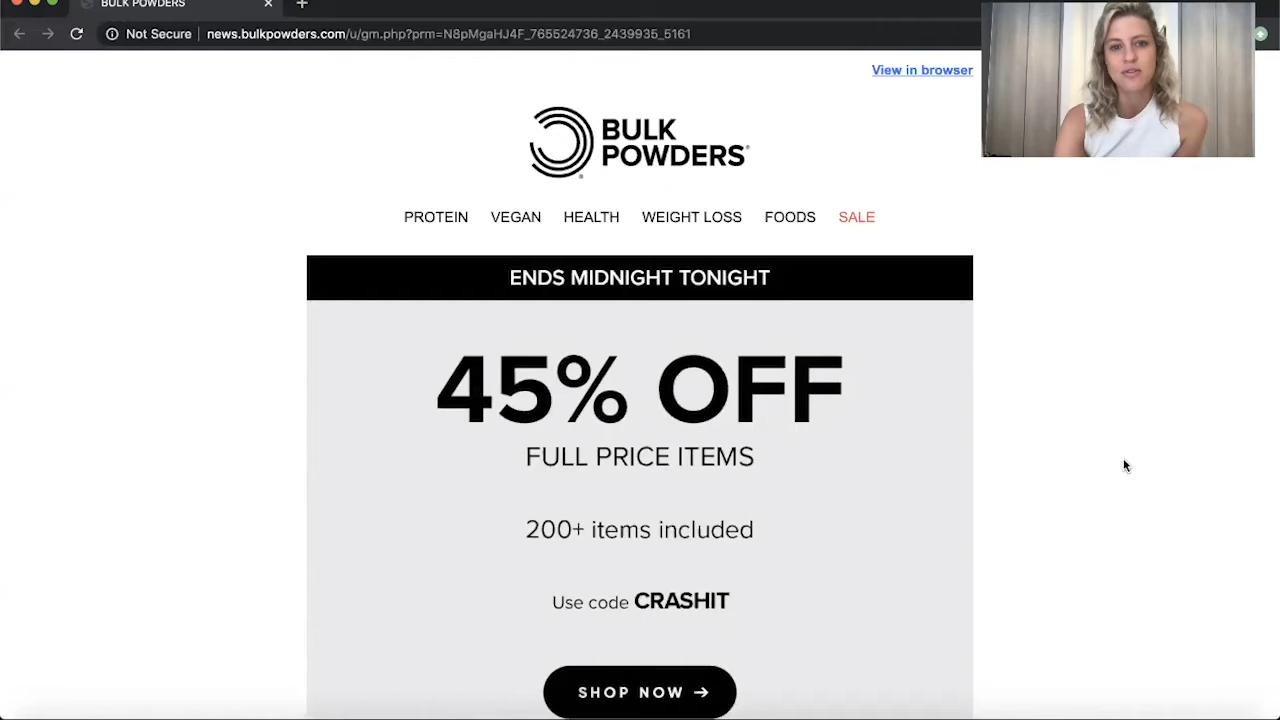 BULK POWDERS
Not Secure news.bulkpowders.com/u/gm.php?prm=N8pMgaHJ4F_765524736_2439935_5161
View in browser
BULK
POWDERS®
PROTEIN VEGAN HEALTH WEIGHT LOSS FOODS SALE
ENDS MIDNIGHT TONIGHT
45% OFF
FULL PRICE ITEMS
200+ items included
Use code CRASHIT
SHOP NOW →